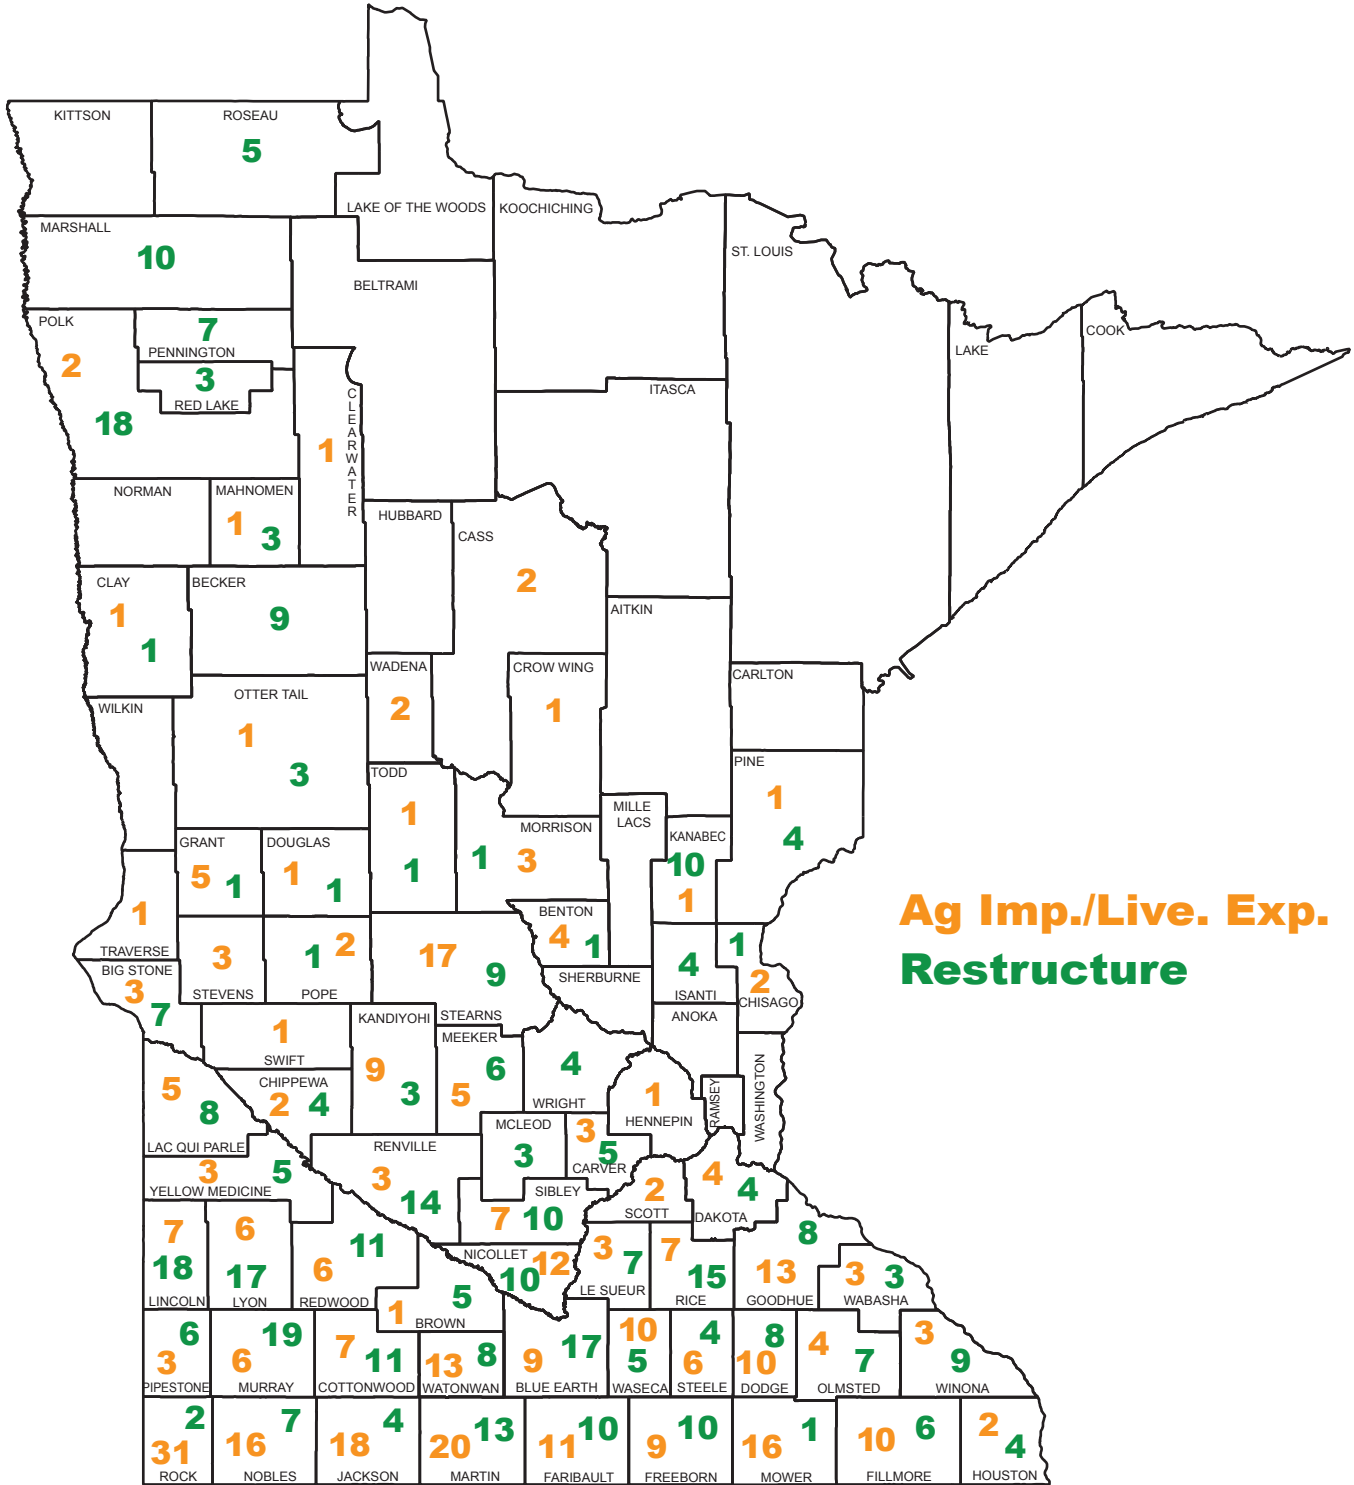 KITTSON
ROSEAU
5
LAKE OF THE WOODS
KOOCHICHING
MARSHALL
10
ST. LOUIS
BELTRAMI
POLK
2
18
7
PENNINGTON
3
RED LAKE
CLEARWATER
1
LAKE
COOK
ITASCA
NORMAN
MAHNOMEN
1
3
HUBBARD
CASS
2
CLAY
1
1
BECKER
9
AITKIN
WADENA
2
CROW WING
1
CARLTON
WILKIN
OTTER TAIL
1
3
TODD
1
1
PINE
1
4
MILLE
LACS
MORRISON
1
3
KANABEC
10
1
GRANT
5
1
DOUGLAS
1
1
1
TRAVERSE
BENTON
4
1
Ag Imp./Live. Exp.
Restructure
3
STEVENS
1
2
POPE
17
9
STEARNS
SHERBURNE
4
ISANTI
1
2
CHISAGO
BIG STONE
3
7
1
SWIFT
KANDIYOHI
9
3
MEEKER
6
5
4
WRIGHT
ANOKA
1
HENNEPIN
RAMSEY
WASHINGTON
5
8
LAC QUI PARLE
CHIPPEWA
2
4
RENVILLE
3
14
MCLEOD
3
3
5
CARVER
3
5
YELLOW MEDICINE
SIBLEY
7
10
2
SCOTT
4
4
DAKOTA
7
18
LINCOLN
6
17
LYON
11
6
REDWOOD
NICOLLET
12
10
3
7
LE SUEUR
7
15
RICE
8
13
GOODHUE
3
3
WABASHA
1
5
BROWN
6
3
PIPESTONE
19
6
MURRAY
7
11
COTTONWOOD
13
8
WATONWAN
17
9
BLUE EARTH
10
5
WASECA
4
6
STEELE
8
10
DODGE
4
7
OLMSTED
3
9
WINONA
2
31
ROCK
7
16
NOBLES
4
18
JACKSON
13
20
MARTIN
10
11
FARIBAULT
10
9
FREEBORN
1
16
MOWER
6
10
FILLMORE
2
4
HOUSTON